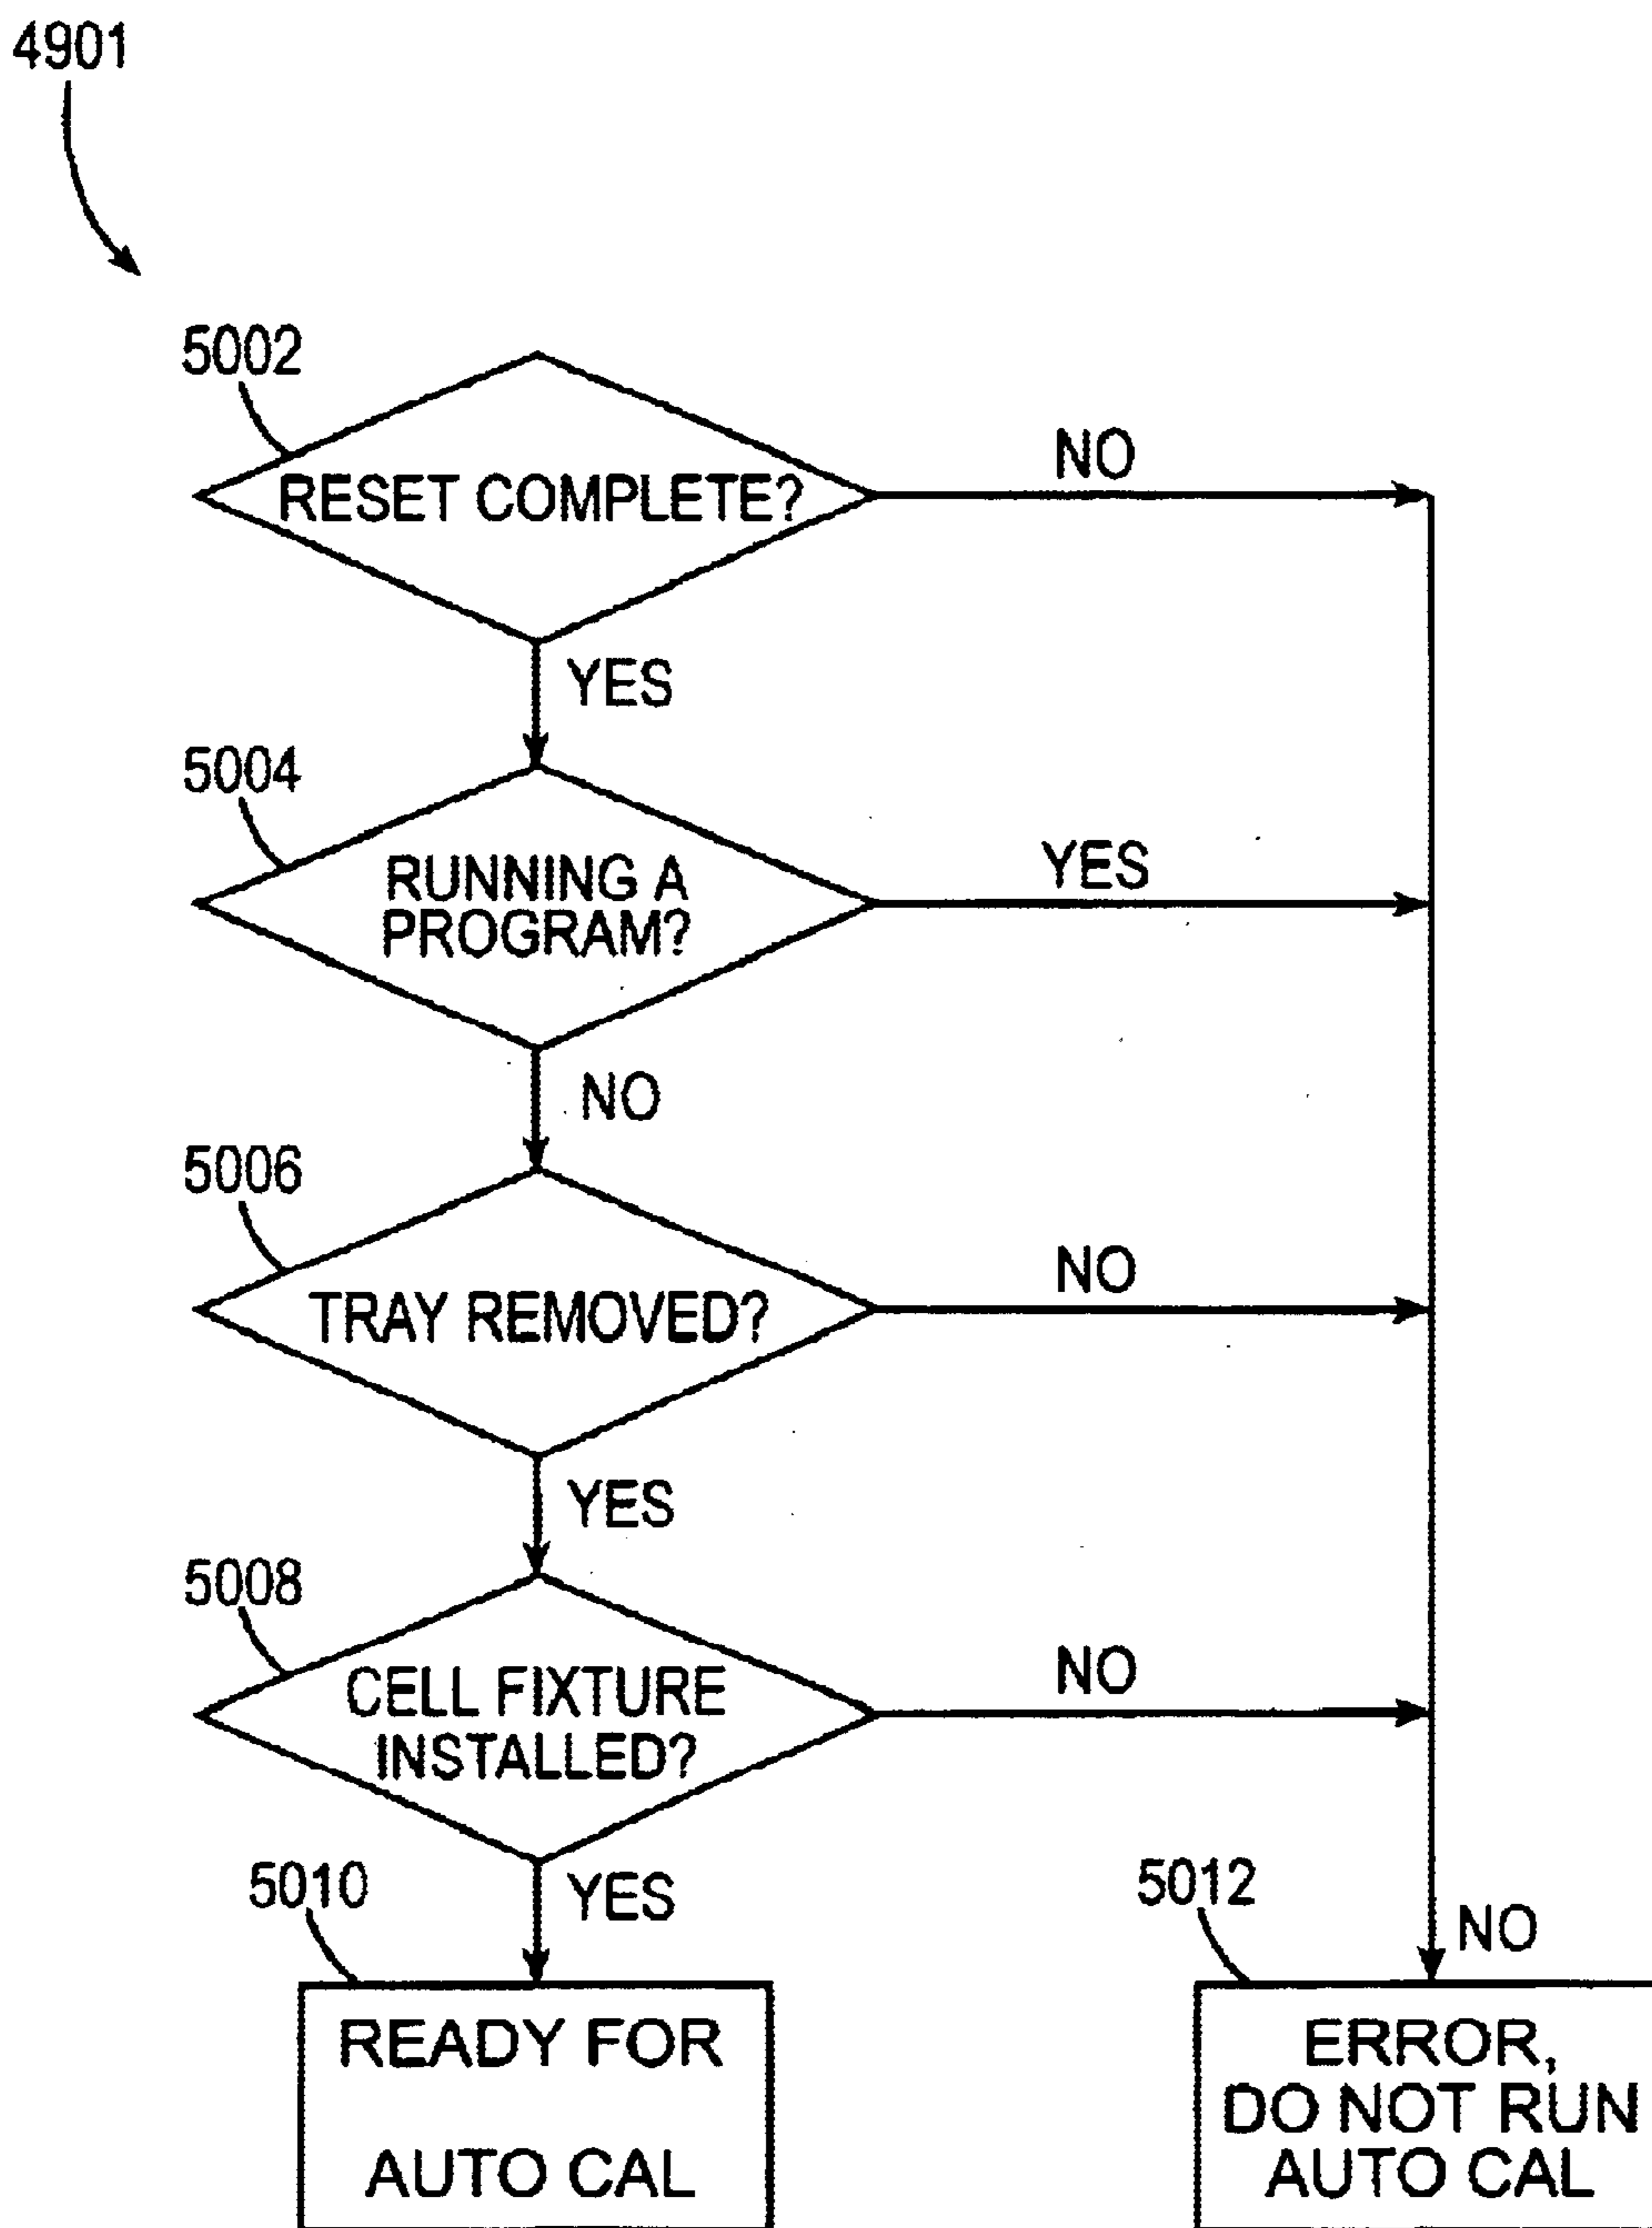 4901
5002
RESET COMPLETE?
NO
YES
5004
RUNNING A
PROGRAM?
YES
NO
5006
TRAY REMOVED?
NO
YES
5008
CELL FIXTURE
INSTALLED?
NO
YES
5010
READY FOR
AUTO CAL
5012
NO
ERROR,
DO NOT RUN
AUTO CAL